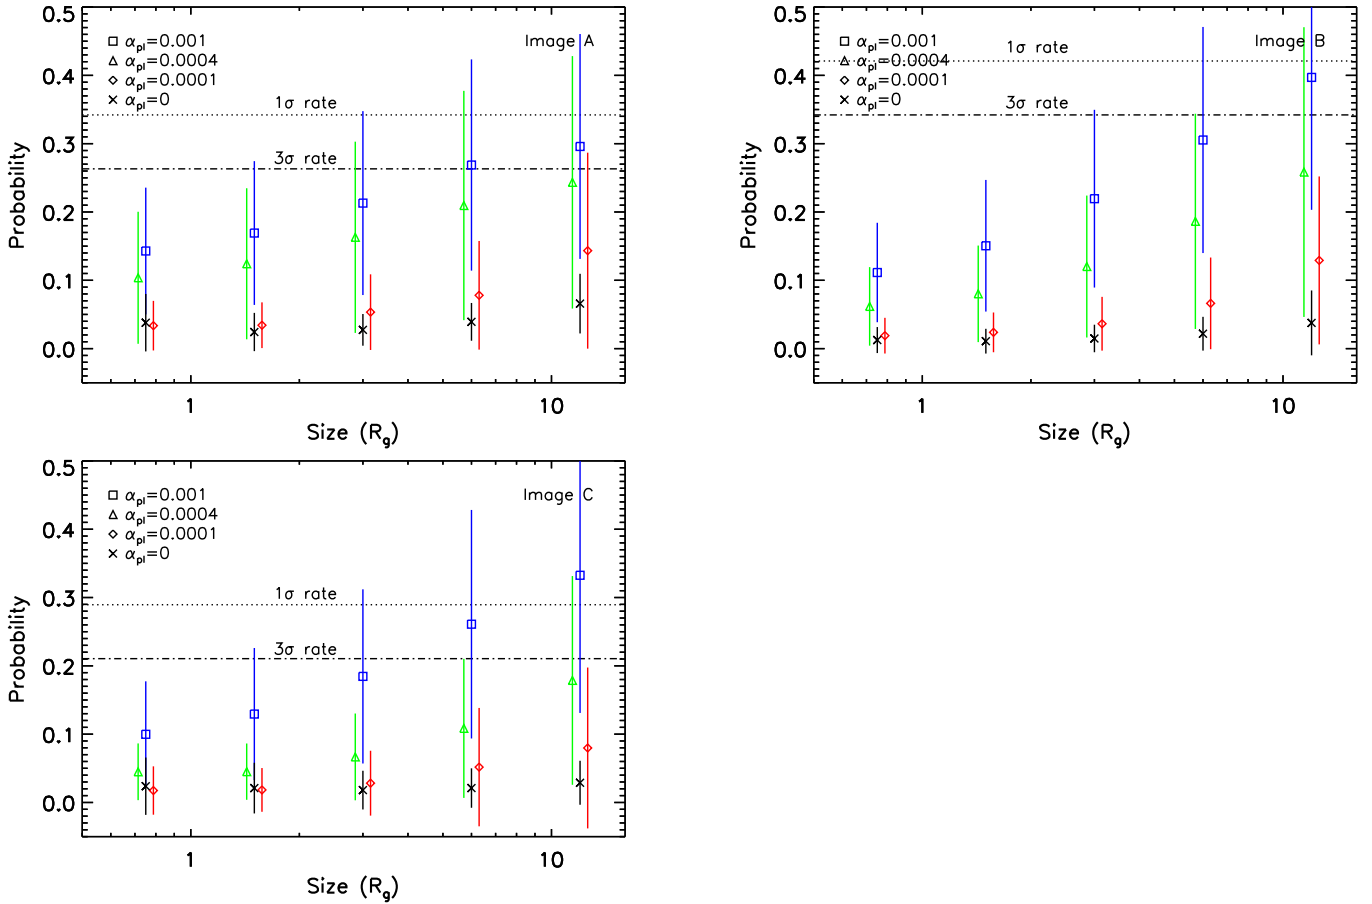 0.5
α_pl=0.001
Image A
0.4
α_pl=0.0004
α_pl=0.0001
α_pl=0
1σ rate
0.3
3σ rate
0.2
0.1
0.0
Probability
1
10
Size (R_g)
0.5
α_pl=0.001
Image B
1σ rate
0.4
α_pl=0.0004
α_pl=0.0001
α_pl=0
3σ rate
0.3
0.2
0.1
0.0
Probability
1
10
Size (R_g)
0.5
α_pl=0.001
Image C
α_pl=0.0004
0.4
α_pl=0.0001
α_pl=0
1σ rate
0.3
3σ rate
0.2
0.1
0.0
Probability
1
10
Size (R_g)